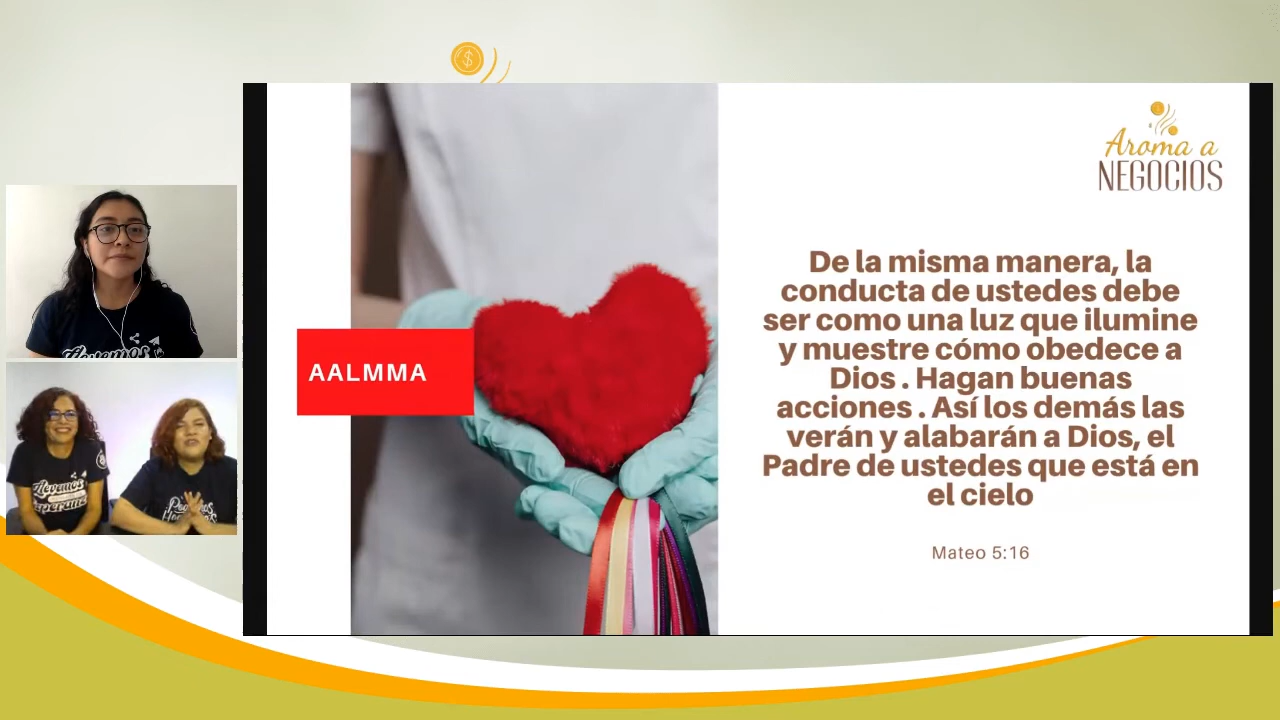 Aroma a
NEGOCIOS
De la misma manera, la
conducta de ustedes debe
ser como una luz que ilumine
y muestre cómo obedece a
Dios . Hagan buenas
acciones . Así los demás las
verán y alabarán a Dios, el
Padre de ustedes que está en
el cielo
Mateo 5:16
AALMMA
Llevamos